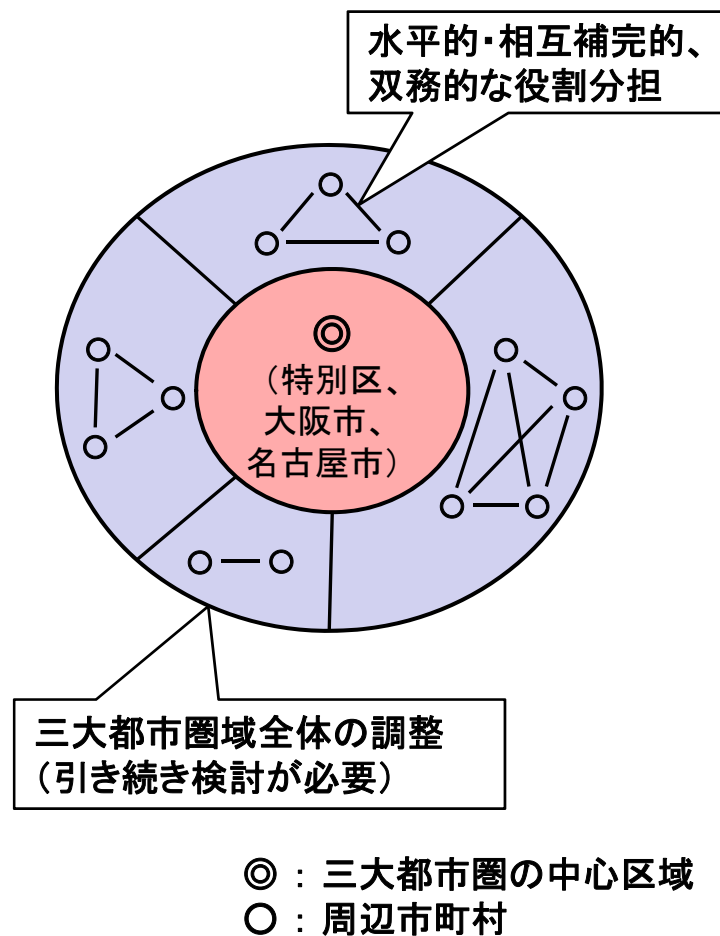 水平的・相互補完的、
双務的な役割分担
◎
（特別区、
大阪市、
名古屋市）
三大都市圏域全体の調整
（引き続き検討が必要）
◎：三大都市圏の中心区域
○：周辺市町村